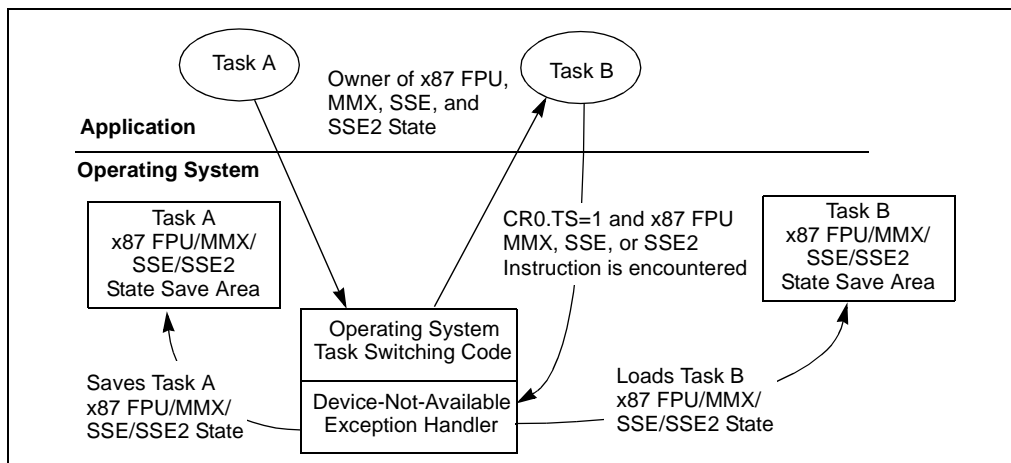 Task A
Owner of x87 FPU,
MMX, SSE, and
SSE2 State
Task B
Application
Operating System
Task A
x87 FPU/MMX/
SSE/SSE2
State Save Area
CR0.TS=1 and x87 FPU
MMX, SSE, or SSE2
Instruction is encountered
Task B
x87 FPU/MMX/
SSE/SSE2
State Save Area
Operating System
Task Switching Code
Saves Task A
x87 FPU/MMX/
SSE/SSE2 State
Device-Not-Available
Exception Handler
Loads Task B
x87 FPU/MMX/
SSE/SSE2 State